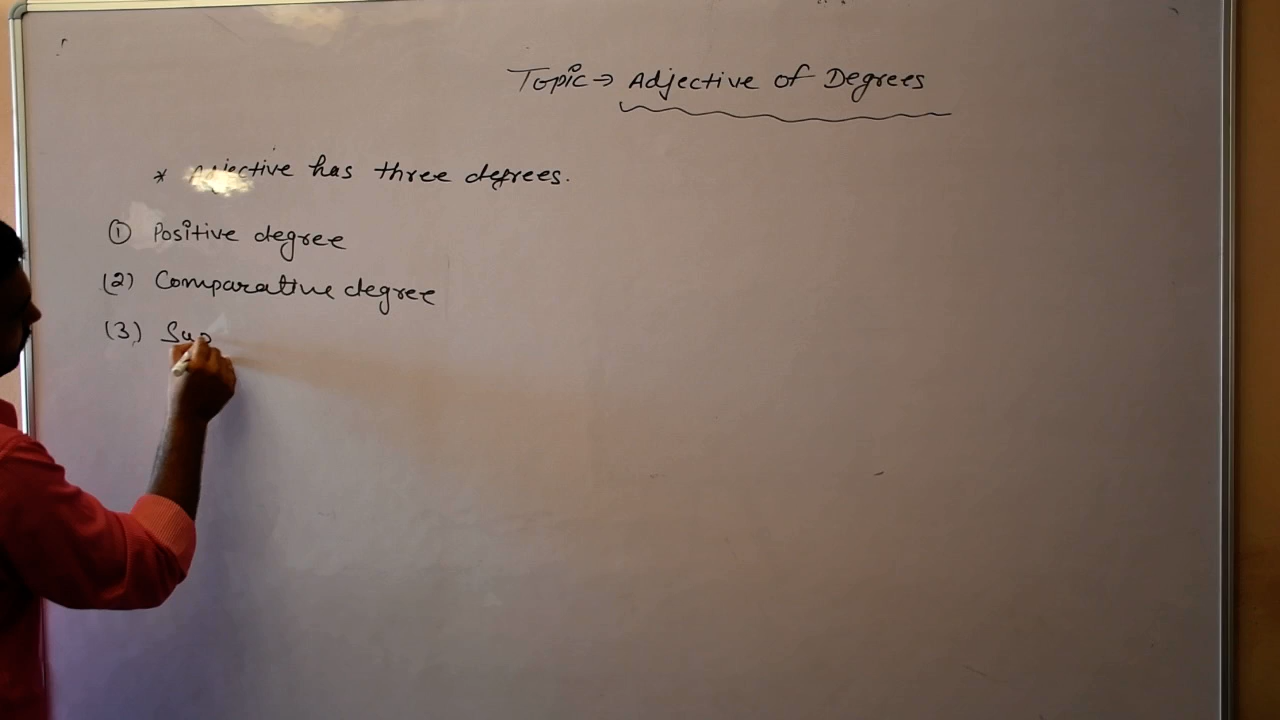 Topic → Adjective of Degrees
* Adjective has three degrees.
① Positive degree
(2) Comparative degree
(3) Sup